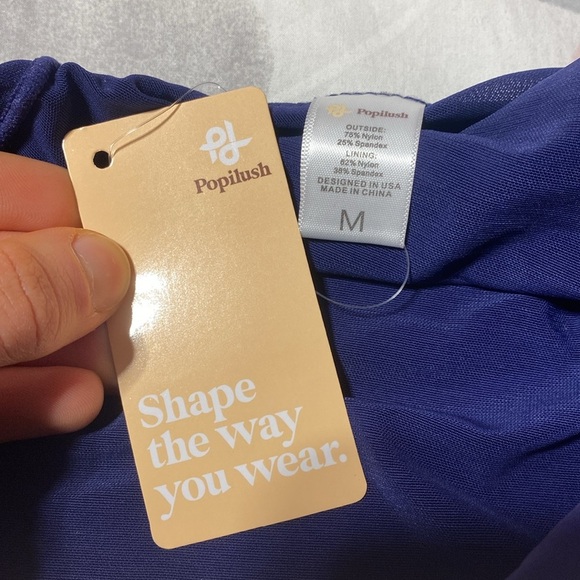 Popilush
Shape
the way
you wear.
Popilush
OUTSIDE:
75% Nylon
25% Spandex
LINING:
62% Nylon
38% Spandex
DESIGNED IN USA
MADE IN CHINA
M